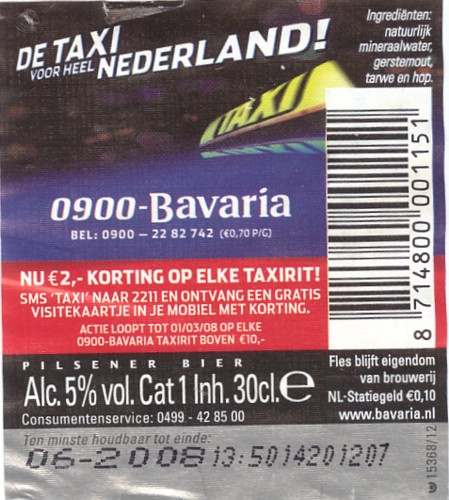 DE TAXI
VOOR HEEL NEDERLAND!
Ingrediënten:
natuurlijk
mineraalwater,
gerstemout,
tarwe en hop.
TAXI
0900-Bavaria
BEL: 0900 – 22 82 742 (€0,70 P/G)
NU €2,- KORTING OP ELKE TAXIRIT!
SMS 'TAXI' NAAR 2211 EN ONTVANG EEN GRATIS
VISITEKAARTJE IN JE MOBIEL MET KORTING.
ACTIE LOOPT TOT 01/03/08 OP ELKE
0900-BAVARIA TAXIRIT BOVEN €10,-
8 714800 001151
PILSENER BIER
Alc. 5% vol. Cat 1 Inh. 30cl. e
Consumentenservice: 0499 - 42 85 00
Fles blijft eigendom
van brouwerij
NL-Statiegeld €0,10
www.bavaria.nl
Ten minste houdbaar tot einde:
06-2008 13:5014201207
15368/12